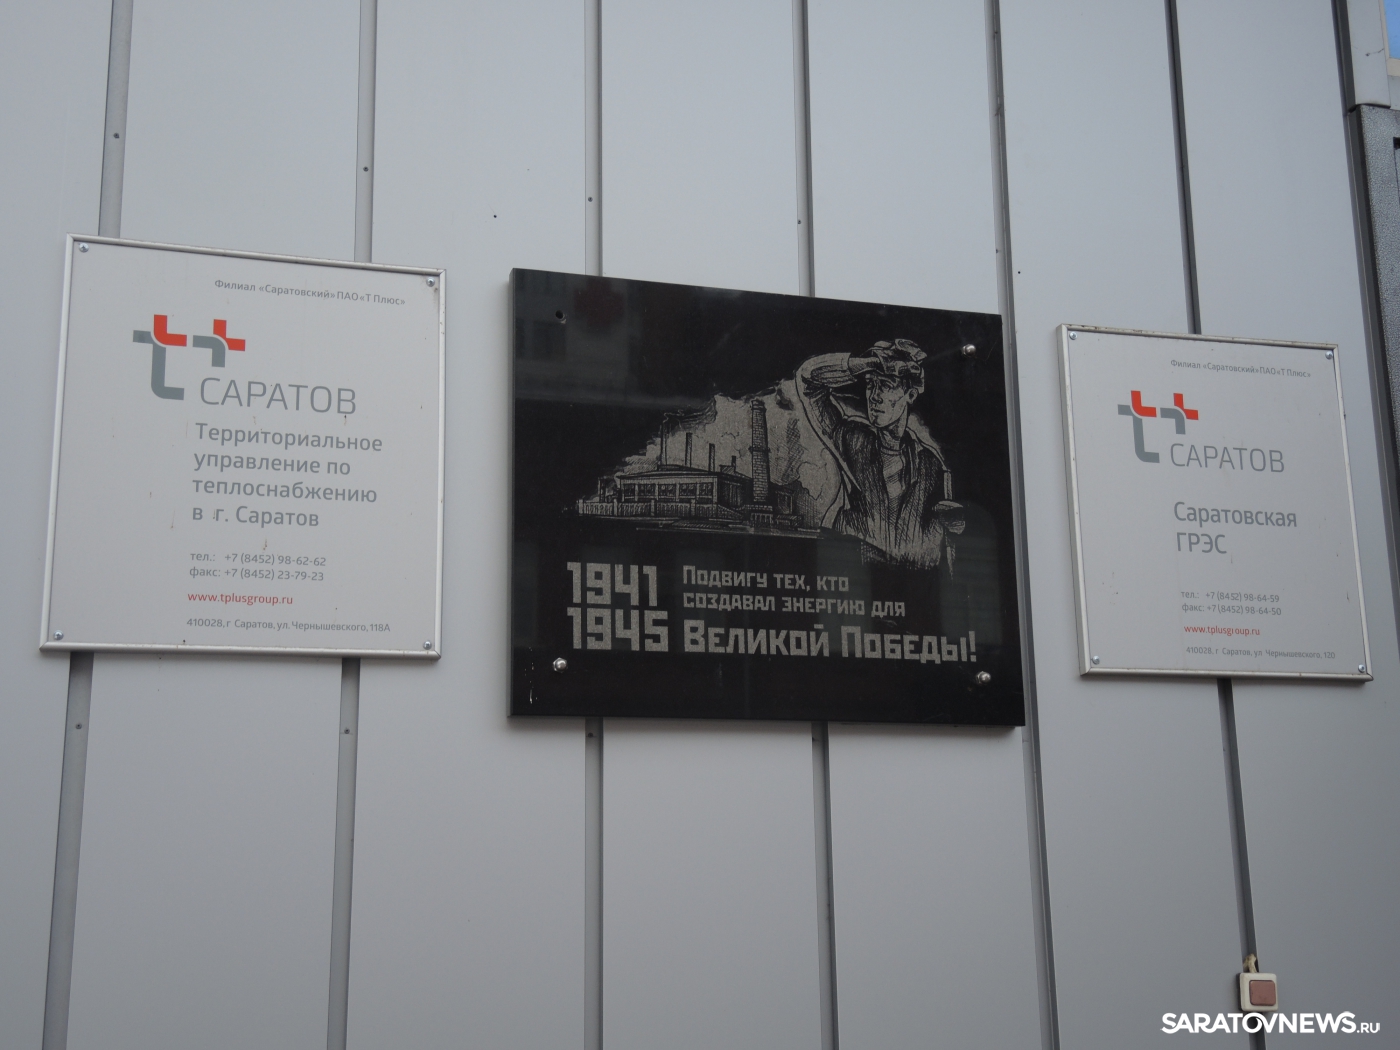 Филиал «Саратовский» ПАО «Т Плюс»
САРАТОВ
Территориальное
управление по
теплоснабжению
в г. Саратов
тел.: +7 (8452) 98-62-62
факс: +7 (8452) 23-79-23
www.tplusgroup.ru
410028, г Саратов, ул. Чернышевского, 118А
1941
1945
Подвигу тех, кто
создавал энергию для
Великой Победы!
Филиал «Саратовский» ПАО «Т Плюс»
САРАТОВ
Саратовская
ГРЭС
тел.: +7 (8452) 98-64-59
факс: +7 (8452) 98-64-50
www.tplusgroup.ru
410028, г Саратов, ул Чернышевского, 120
SARATOVNEWS.RU